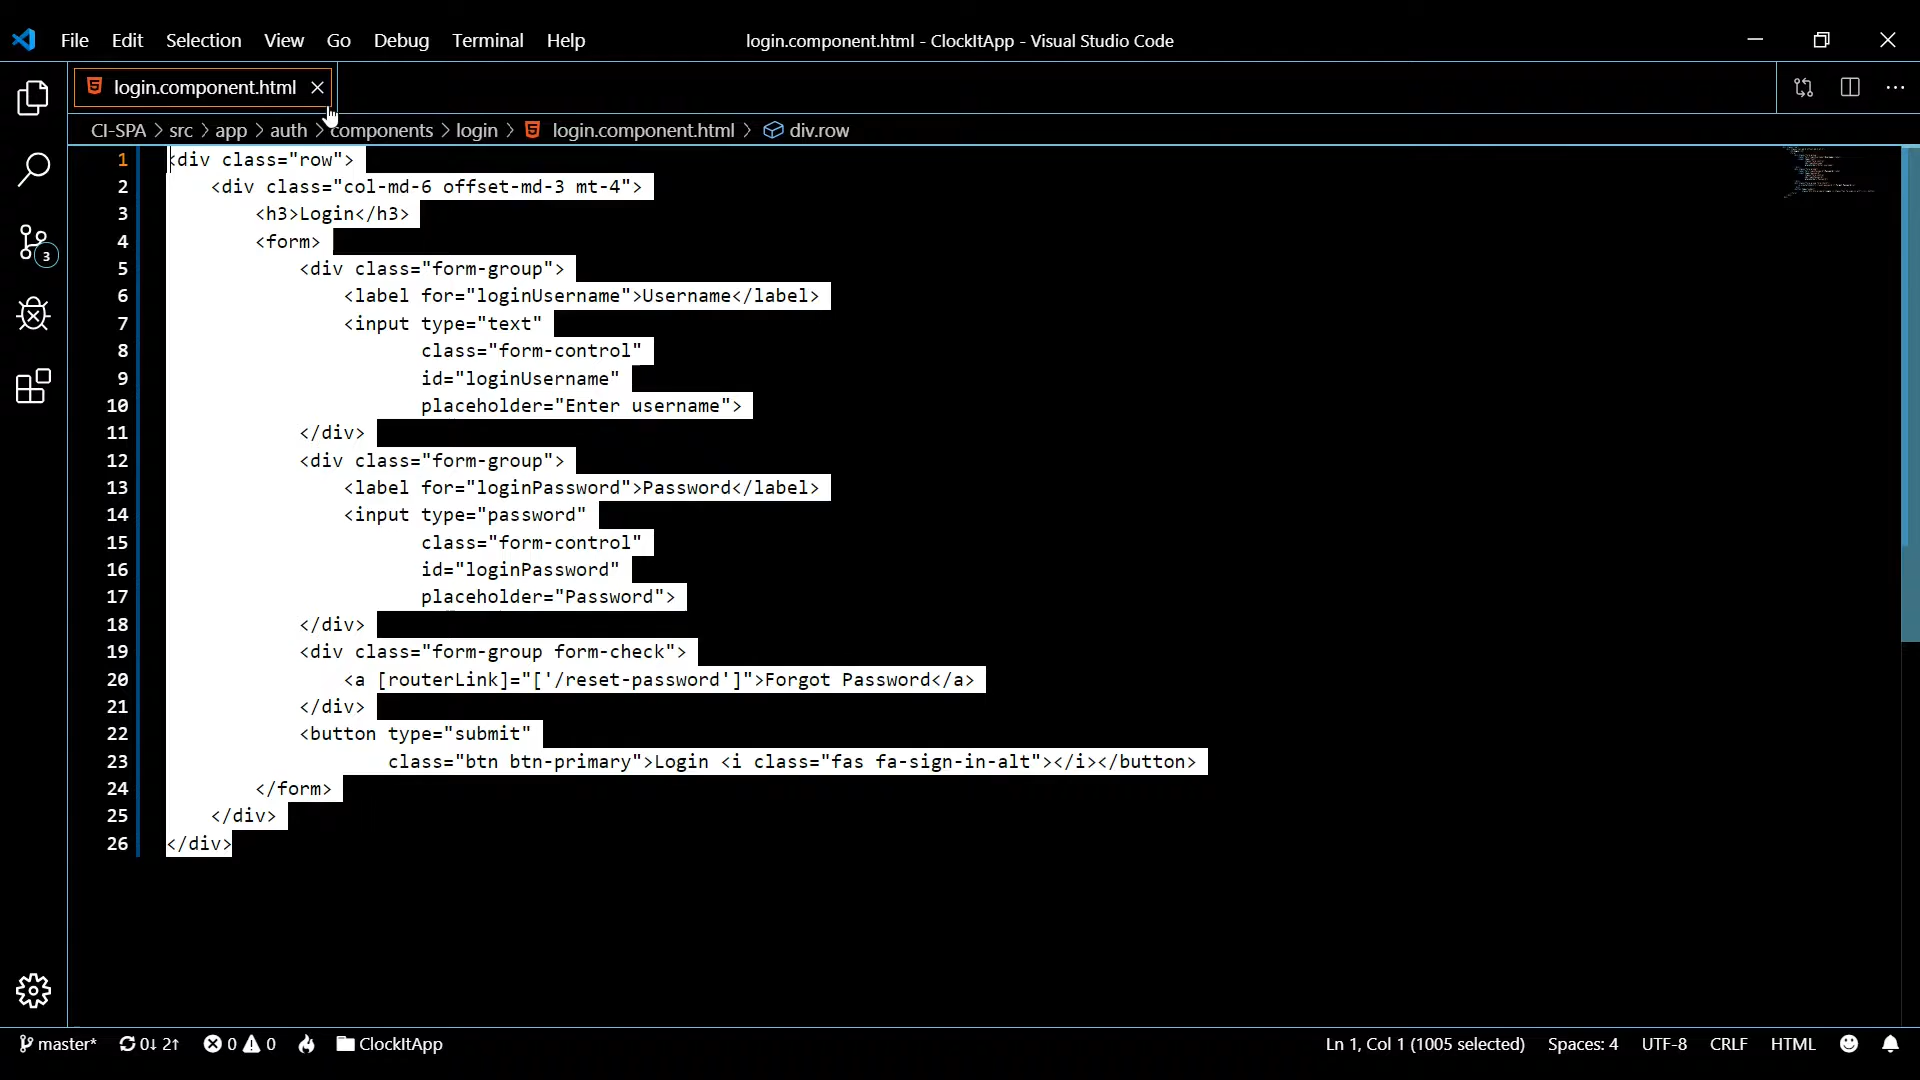 File Edit Selection View Go Debug Terminal Help login.component.html - ClockItApp - Visual Studio Code
login.component.html
CI-SPA > src > app > auth > components > login > login.component.html > div.row
1 <div class="row">
2 <div class="col-md-6 offset-md-3 mt-4">
3 <h3>Login</h3>
4 <form>
5 <div class="form-group">
6 <label for="loginUsername">Username</label>
7 <input type="text"
8 class="form-control"
9 id="loginUsername"
10 placeholder="Enter username">
11 </div>
12 <div class="form-group">
13 <label for="loginPassword">Password</label>
14 <input type="password"
15 class="form-control"
16 id="loginPassword"
17 placeholder="Password">
18 </div>
19 <div class="form-group form-check">
20 <a [routerLink]="['/reset-password']">Forgot Password</a>
21 </div>
22 <button type="submit"
23 class="btn btn-primary">Login <i class="fas fa-sign-in-alt"></i></button>
24 </form>
25 </div>
26 </div>
3
master* 0↓ 2↑ 0 0 ClockItApp Ln 1, Col 1 (1005 selected) Spaces: 4 UTF-8 CRLF HTML